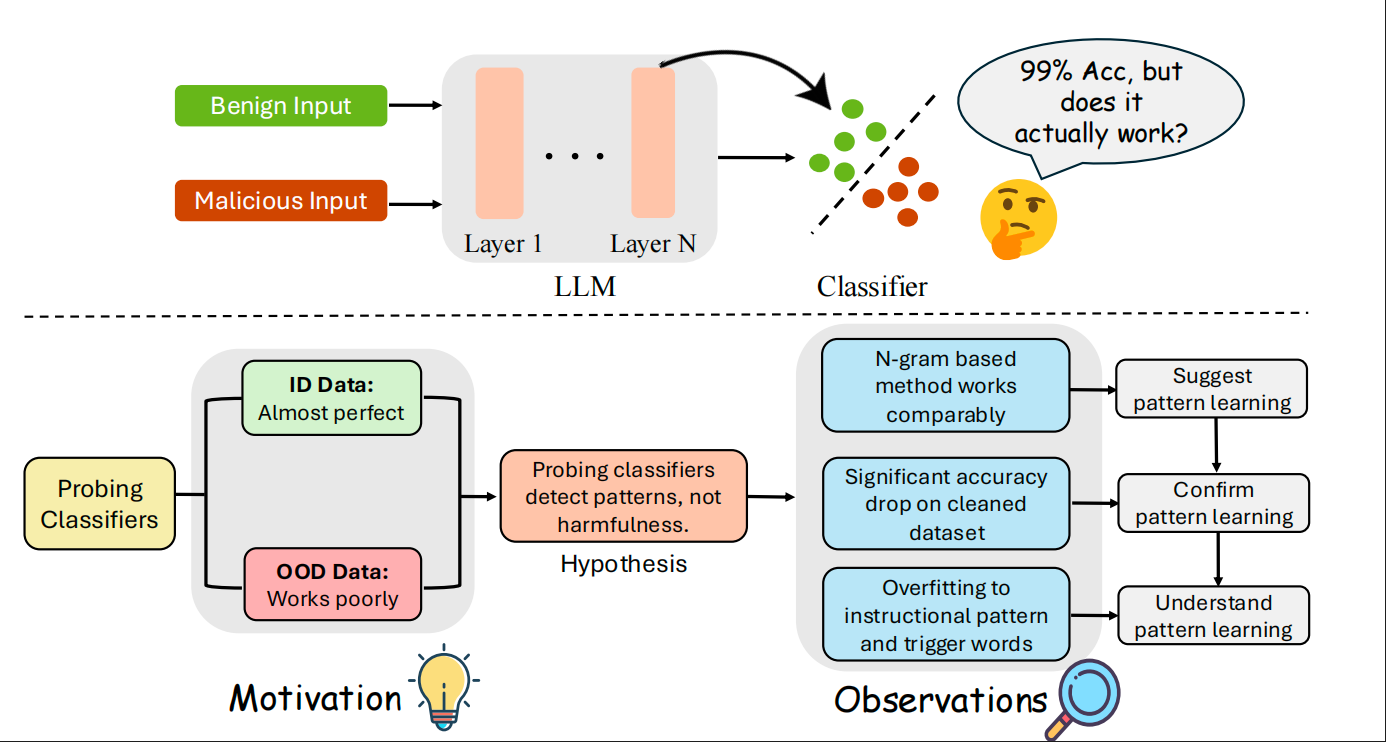 Benign Input
Malicious Input
. . .
Layer 1
Layer N
LLM
Classifier
99% Acc, but
does it
actually work?
Probing
Classifiers
ID Data:
Almost perfect
OOD Data:
Works poorly
Motivation
Probing classifiers
detect patterns, not
harmfulness.
Hypothesis
N-gram based
method works
comparably
Suggest
pattern learning
Significant accuracy
drop on cleaned
dataset
Confirm
pattern learning
Overfitting to
instructional pattern
and trigger words
Understand
pattern learning
Observations